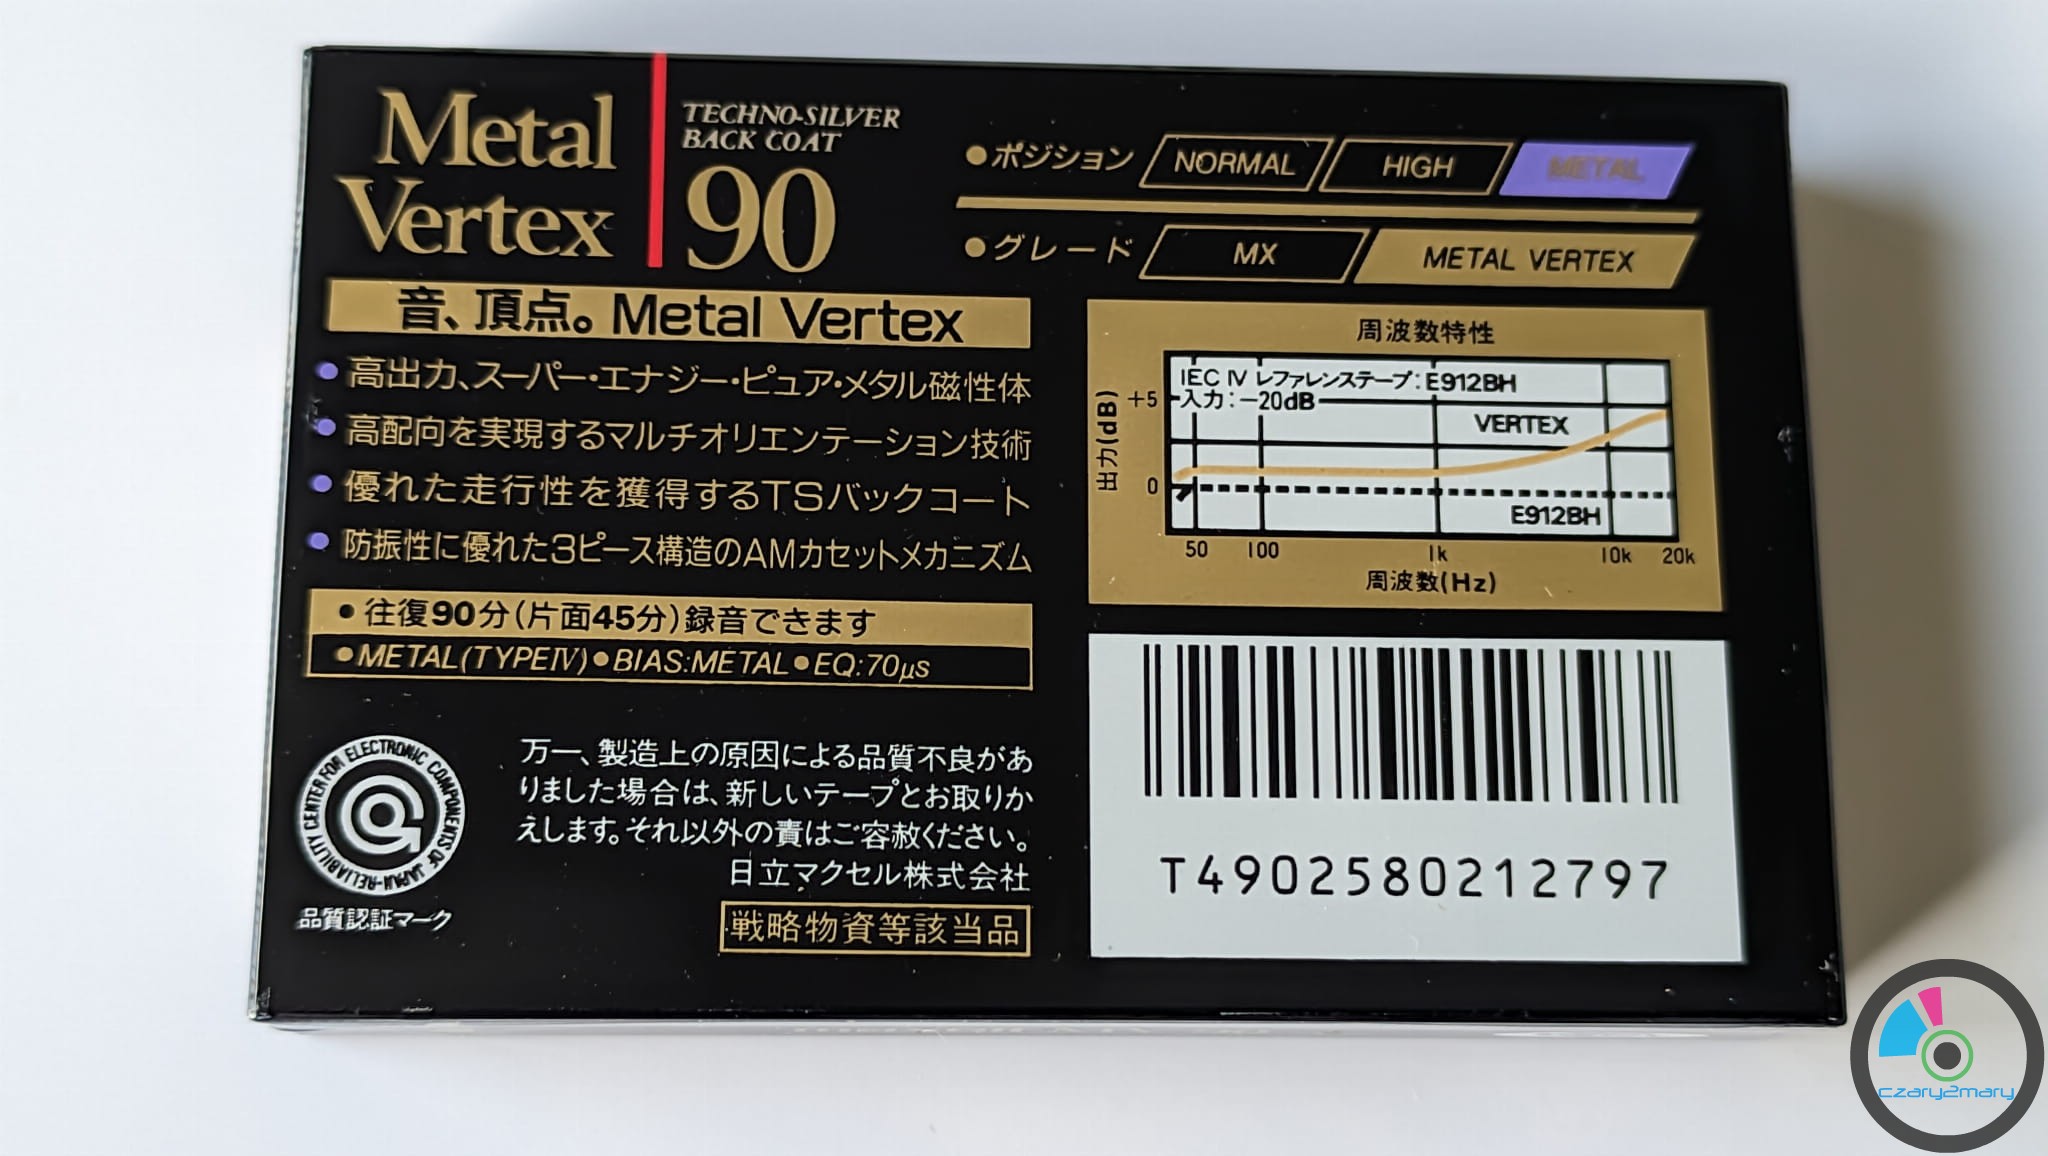 Metal
Vertex
TECHNO-SILVER
BACK COAT
90
●ポジション NORMAL HIGH METAL
●グレード MX METAL VERTEX
音、頂点。Metal Vertex
●高出力、スーパー・エナジー・ピュア・メタル磁性体
●高配向を実現するマルチオリエンテーション技術
●優れた走行性を獲得するTSバックコート
●防振性に優れた3ピース構造のAMカセットメカニズム
●往復90分(片面45分)録音できます
●METAL(TYPEⅣ)●BIAS:METAL●EQ:70μs
周波数特性
IEC Ⅳ レファレンステープ:E912BH
入力:−20dB
VERTEX
E912BH
出力(dB)
+5
0
50 100 1k 10k 20k
周波数(Hz)
RELIABILITY CENTER FOR ELECTRONIC COMPONENTS OF JAPAN
品質認証マーク
万一、製造上の原因による品質不良があ
りました場合は、新しいテープとお取りか
えします。それ以外の責はご容赦ください。
日立マクセル株式会社
戦略物資等該当品
T4902580212797
czary2mary